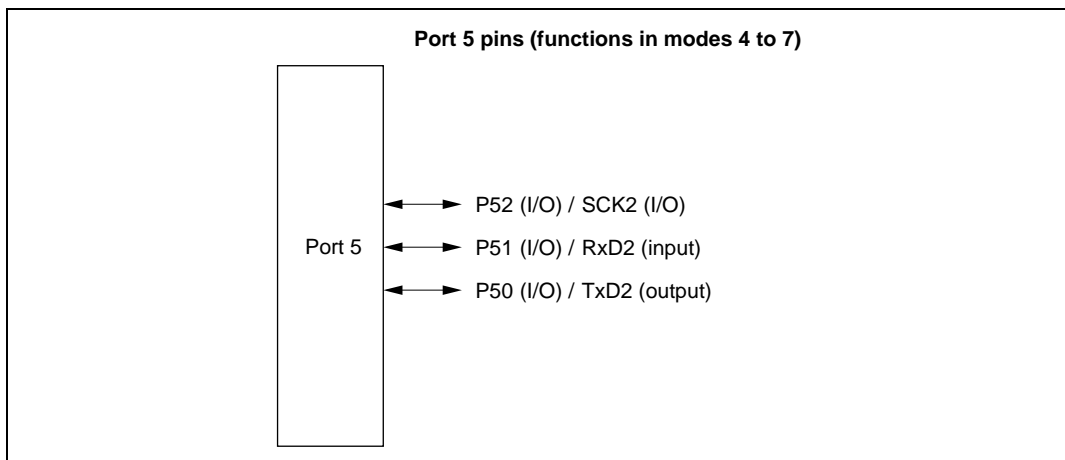 Port 5 pins (functions in modes 4 to 7)
P52 (I/O) / SCK2 (I/O)
Port 5
P51 (I/O) / RxD2 (input)
P50 (I/O) / TxD2 (output)